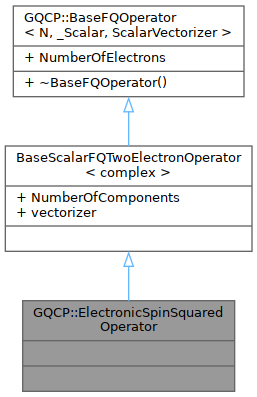 GQCP::BaseFQOperator
< N, _Scalar, ScalarVectorizer >
+ NumberOfElectrons
+ ~BaseFQOperator()
BaseScalarFQTwoElectronOperator
< complex >
+ NumberOfComponents
+ vectorizer
GQCP::ElectronicSpinSquared
Operator